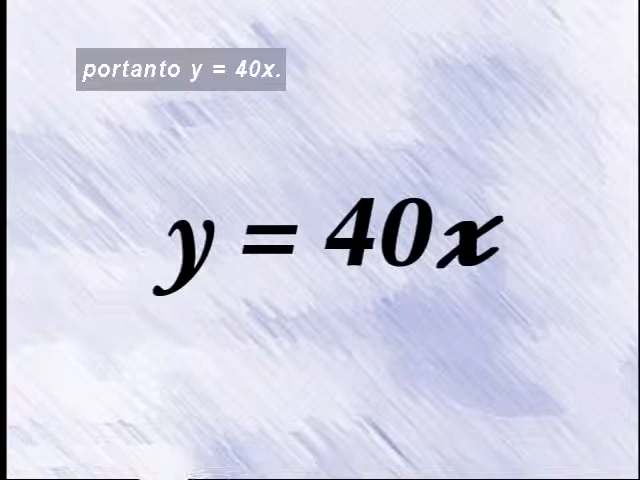 portanto y = 40x.
y = 40x